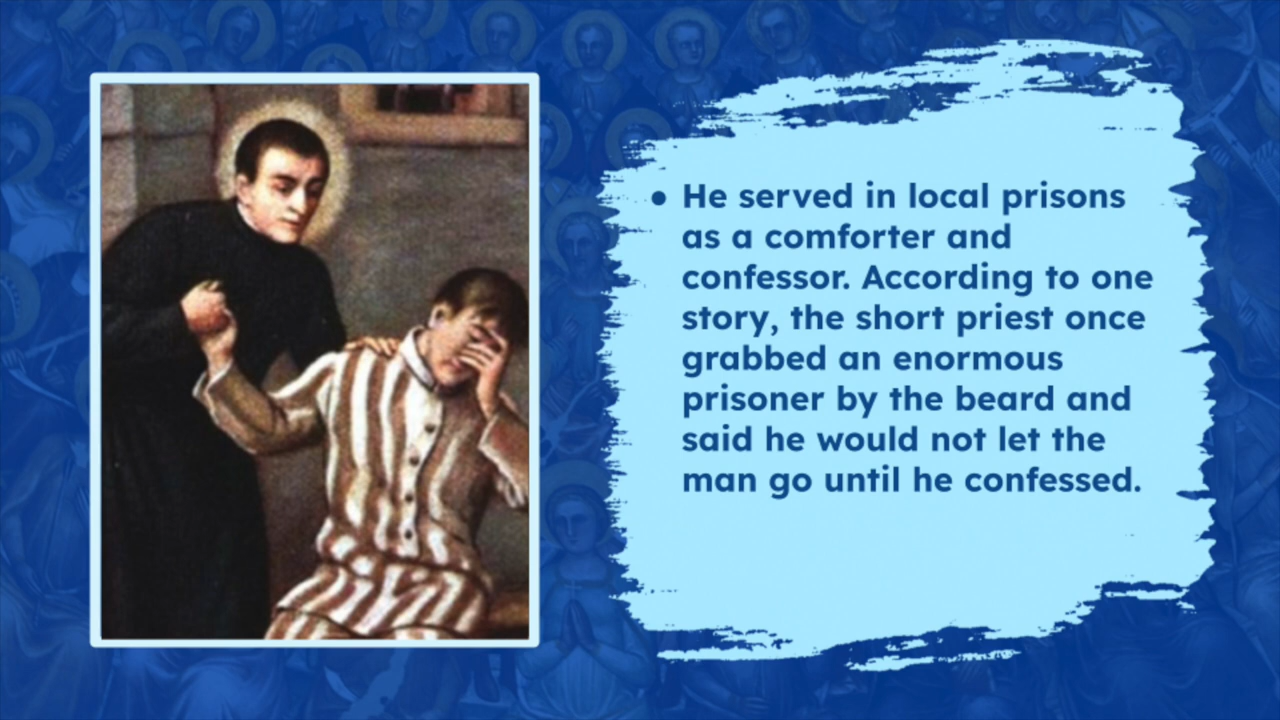 • He served in local prisons
as a comforter and
confessor. According to one
story, the short priest once
grabbed an enormous
prisoner by the beard and
said he would not let the
man go until he confessed.